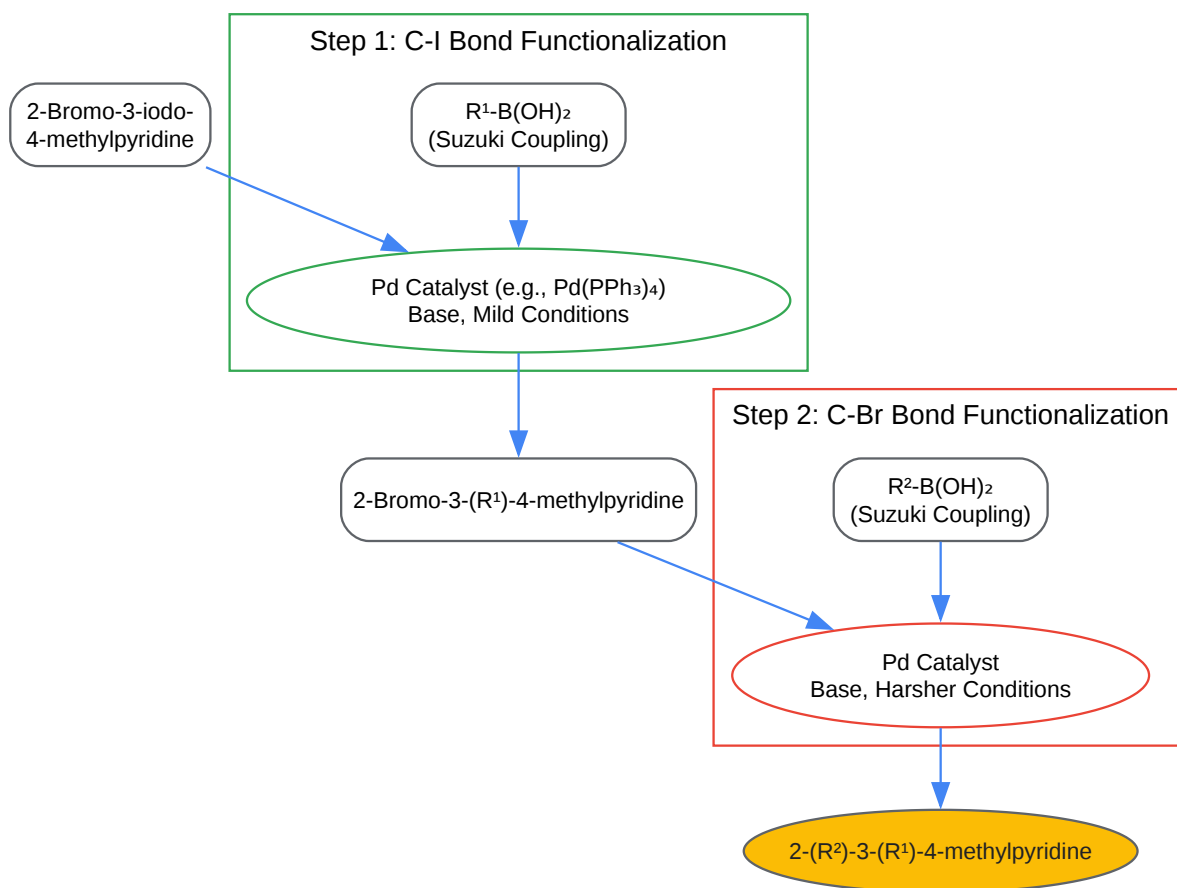 Step 1: C-I Bond Functionalization
2-Bromo-3-iodo-
4-methylpyridine
R¹-B(OH)₂
(Suzuki Coupling)
Pd Catalyst (e.g., Pd(PPh₃)₄)
Base, Mild Conditions
Step 2: C-Br Bond Functionalization
2-Bromo-3-(R¹)-4-methylpyridine
R²-B(OH)₂
(Suzuki Coupling)
Pd Catalyst
Base, Harsher Conditions
2-(R²)-3-(R¹)-4-methylpyridine